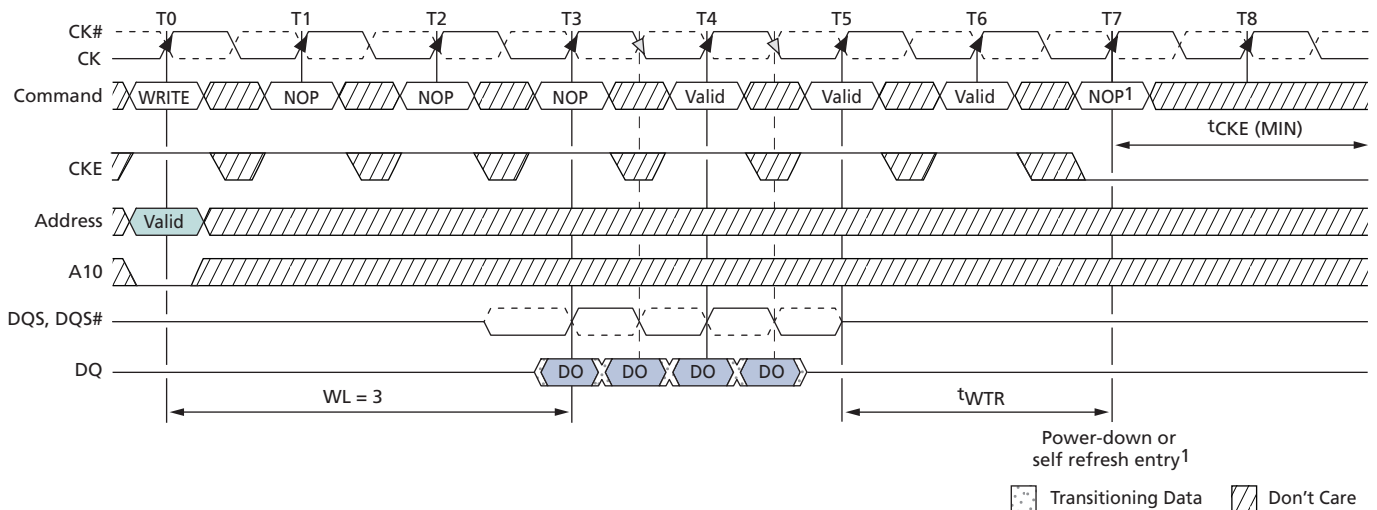 T0 T1 T2 T3 T4 T5 T6 T7 T8
CK#
CK
Command WRITE NOP NOP NOP Valid Valid Valid NOP1
tCKE (MIN)
CKE
Address Valid
A10
DQS, DQS#
DQ DO DO DO DO
WL = 3 tWTR
Power-down or
self refresh entry1
Transitioning Data Don't Care